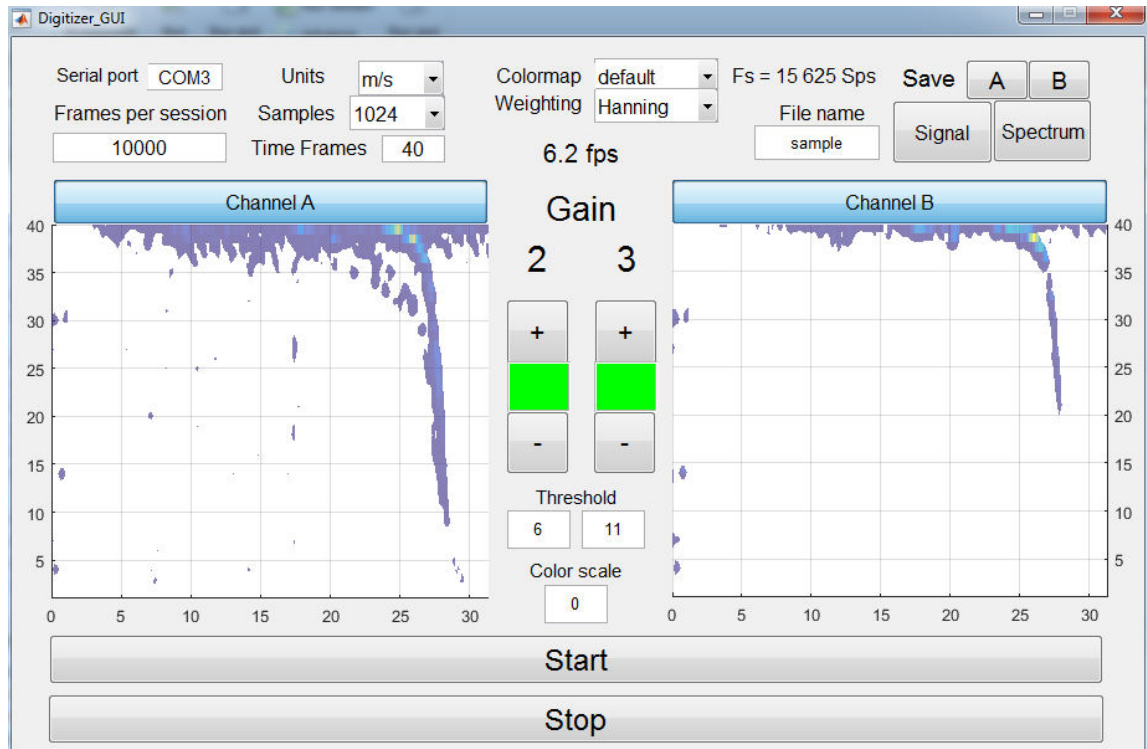 Digitizer_GUI
Serial port COM3 Units m/s Colormap default Fs = 15 625 Sps Save A B
Frames per session Samples 1024 Weighting Hanning File name Signal Spectrum
10000 Time Frames 40 6.2 fps sample
Channel A Gain Channel B
2 3
40
35
30
25
20
15
10
5
0 5 10 15 20 25 30
+ +
- -
Threshold
6 11
Color scale
0
40
35
30
25
20
15
10
5
0 5 10 15 20 25 30
Start
Stop